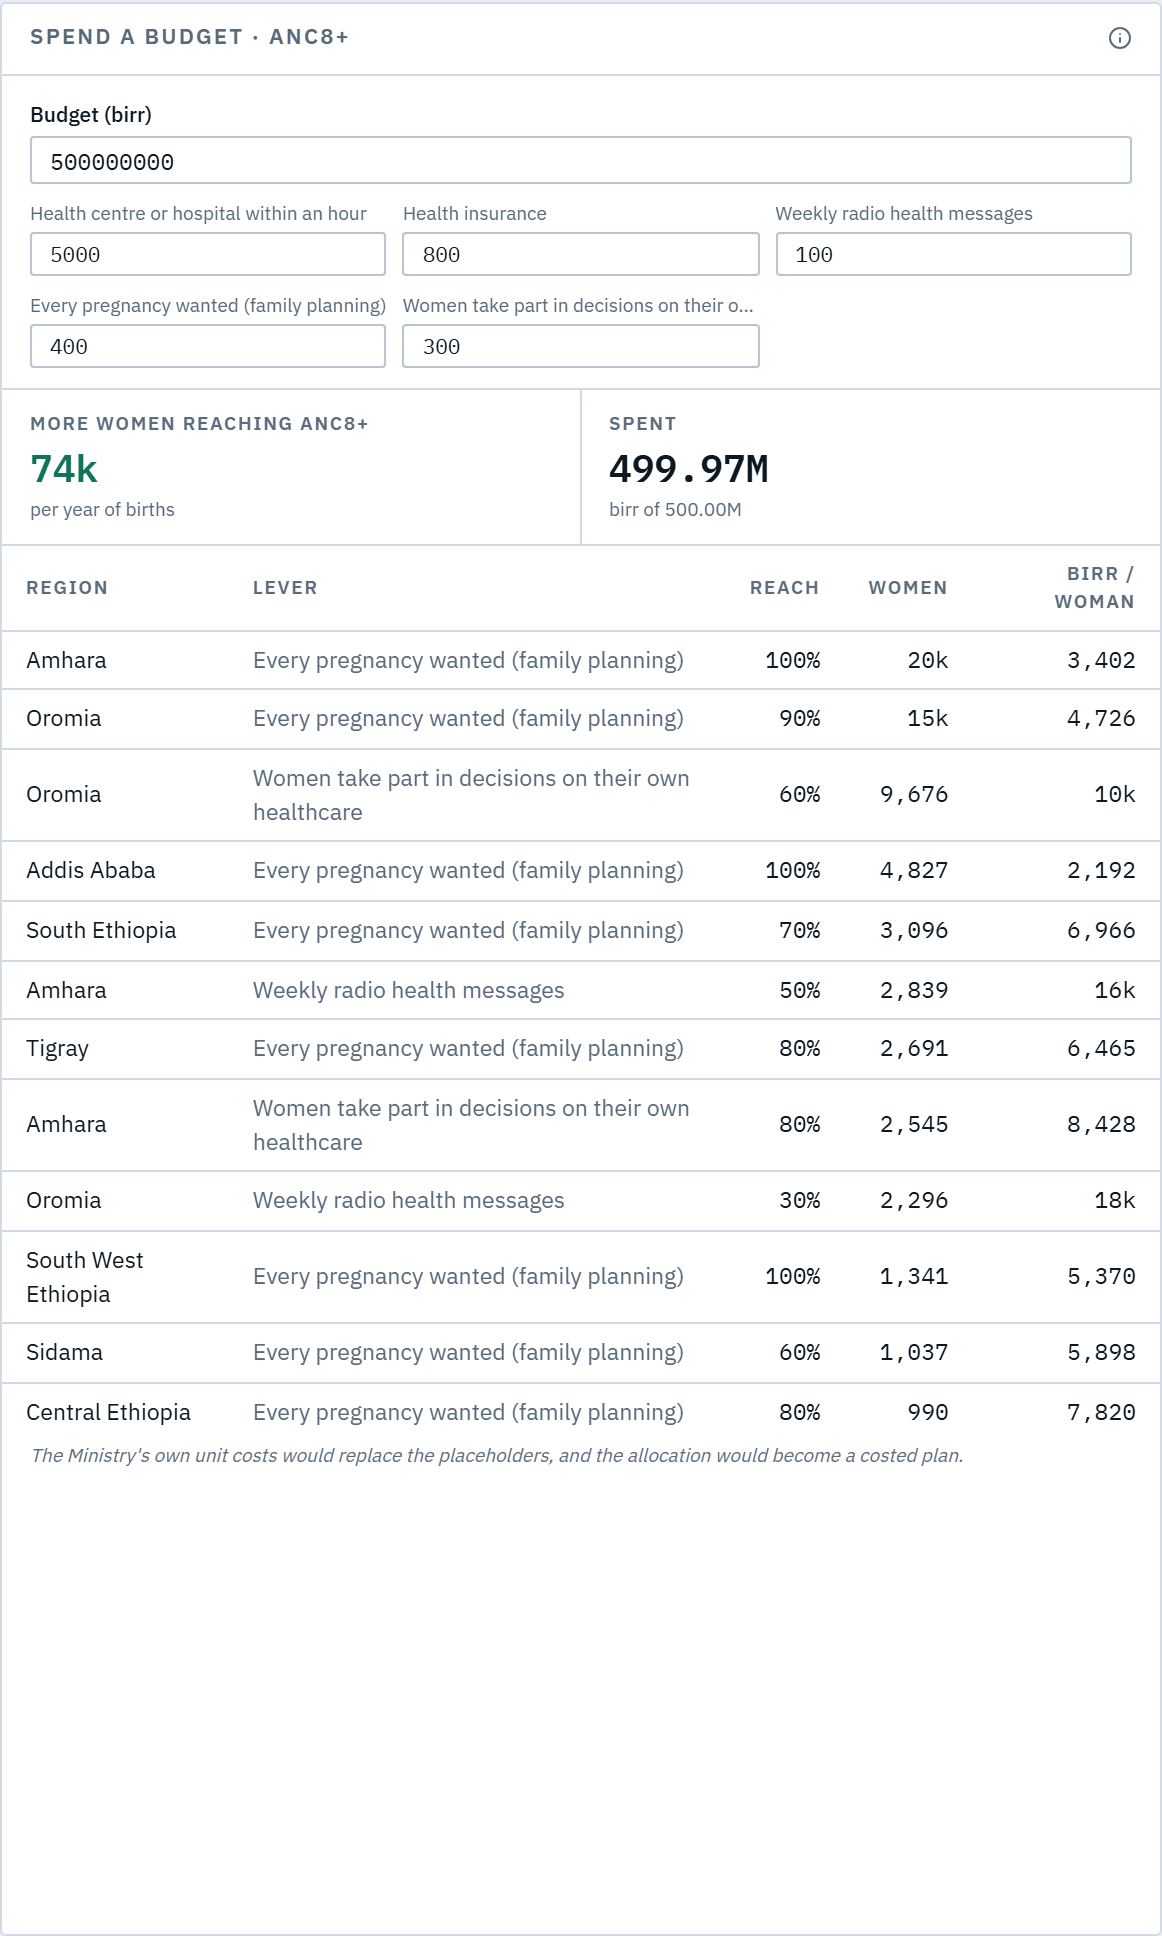 SPEND A BUDGET · ANC8+
Budget (birr)
500000000
Health centre or hospital within an hour Health insurance Weekly radio health messages
5000 800 100
Every pregnancy wanted (family planning) Women take part in decisions on their o...
400 300
MORE WOMEN REACHING ANC8+ SPENT
74k 499.97M
per year of births birr of 500.00M
REGION LEVER REACH WOMEN BIRR / WOMAN
Amhara Every pregnancy wanted (family planning) 100% 20k 3,402
Oromia Every pregnancy wanted (family planning) 90% 15k 4,726
Oromia Women take part in decisions on their own healthcare 60% 9,676 10k
Addis Ababa Every pregnancy wanted (family planning) 100% 4,827 2,192
South Ethiopia Every pregnancy wanted (family planning) 70% 3,096 6,966
Amhara Weekly radio health messages 50% 2,839 16k
Tigray Every pregnancy wanted (family planning) 80% 2,691 6,465
Amhara Women take part in decisions on their own healthcare 80% 2,545 8,428
Oromia Weekly radio health messages 30% 2,296 18k
South West Ethiopia Every pregnancy wanted (family planning) 100% 1,341 5,370
Sidama Every pregnancy wanted (family planning) 60% 1,037 5,898
Central Ethiopia Every pregnancy wanted (family planning) 80% 990 7,820
The Ministry's own unit costs would replace the placeholders, and the allocation would become a costed plan.